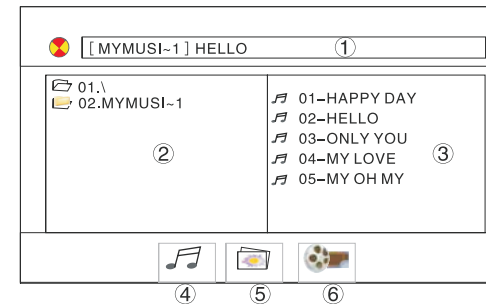 [ MYMUSI~1 ] HELLO ①
01.\
02.MYMUSI~1
②
01–HAPPY DAY
02–HELLO
03–ONLY YOU
04–MY LOVE
05–MY OH MY
③
④ ⑤ ⑥